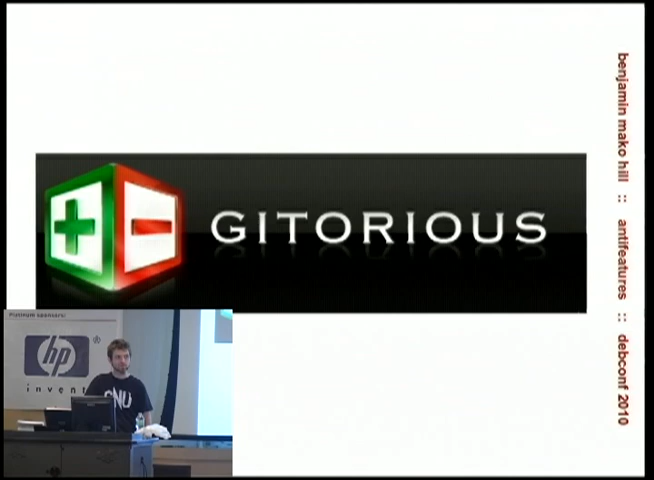 GITORIOUS
benjamin mako hill :: antifeatures :: debconf 2010
Platinum sponsors:
hp®
invent
GNU